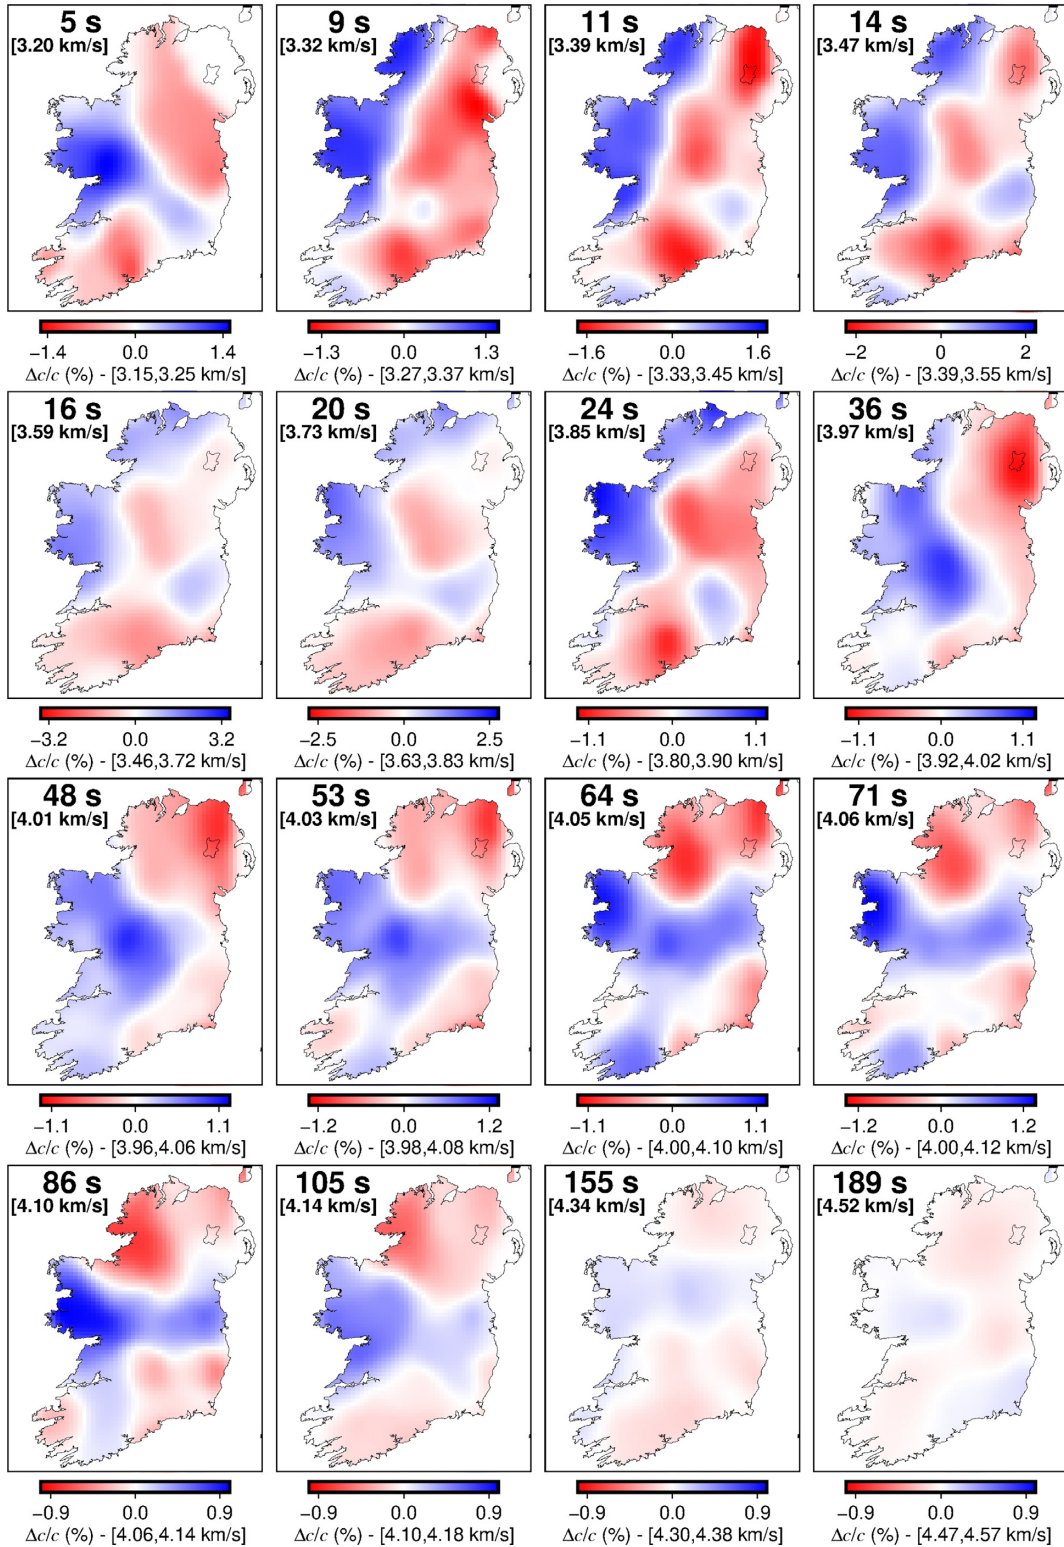 5 s
[3.20 km/s]
−1.4 0.0 1.4
Δc/c (%) - [3.15,3.25 km/s]
9 s
[3.32 km/s]
−1.3 0.0 1.3
Δc/c (%) - [3.27,3.37 km/s]
11 s
[3.39 km/s]
−1.6 0.0 1.6
Δc/c (%) - [3.33,3.45 km/s]
14 s
[3.47 km/s]
−2 0 2
Δc/c (%) - [3.39,3.55 km/s]
16 s
[3.59 km/s]
−3.2 0.0 3.2
Δc/c (%) - [3.46,3.72 km/s]
20 s
[3.73 km/s]
−2.5 0.0 2.5
Δc/c (%) - [3.63,3.83 km/s]
24 s
[3.85 km/s]
−1.1 0.0 1.1
Δc/c (%) - [3.80,3.90 km/s]
36 s
[3.97 km/s]
−1.1 0.0 1.1
Δc/c (%) - [3.92,4.02 km/s]
48 s
[4.01 km/s]
−1.1 0.0 1.1
Δc/c (%) - [3.96,4.06 km/s]
53 s
[4.03 km/s]
−1.2 0.0 1.2
Δc/c (%) - [3.98,4.08 km/s]
64 s
[4.05 km/s]
−1.1 0.0 1.1
Δc/c (%) - [4.00,4.10 km/s]
71 s
[4.06 km/s]
−1.2 0.0 1.2
Δc/c (%) - [4.00,4.12 km/s]
86 s
[4.10 km/s]
−0.9 0.0 0.9
Δc/c (%) - [4.06,4.14 km/s]
105 s
[4.14 km/s]
−0.9 0.0 0.9
Δc/c (%) - [4.10,4.18 km/s]
155 s
[4.34 km/s]
−0.9 0.0 0.9
Δc/c (%) - [4.30,4.38 km/s]
189 s
[4.52 km/s]
−0.9 0.0 0.9
Δc/c (%) - [4.47,4.57 km/s]